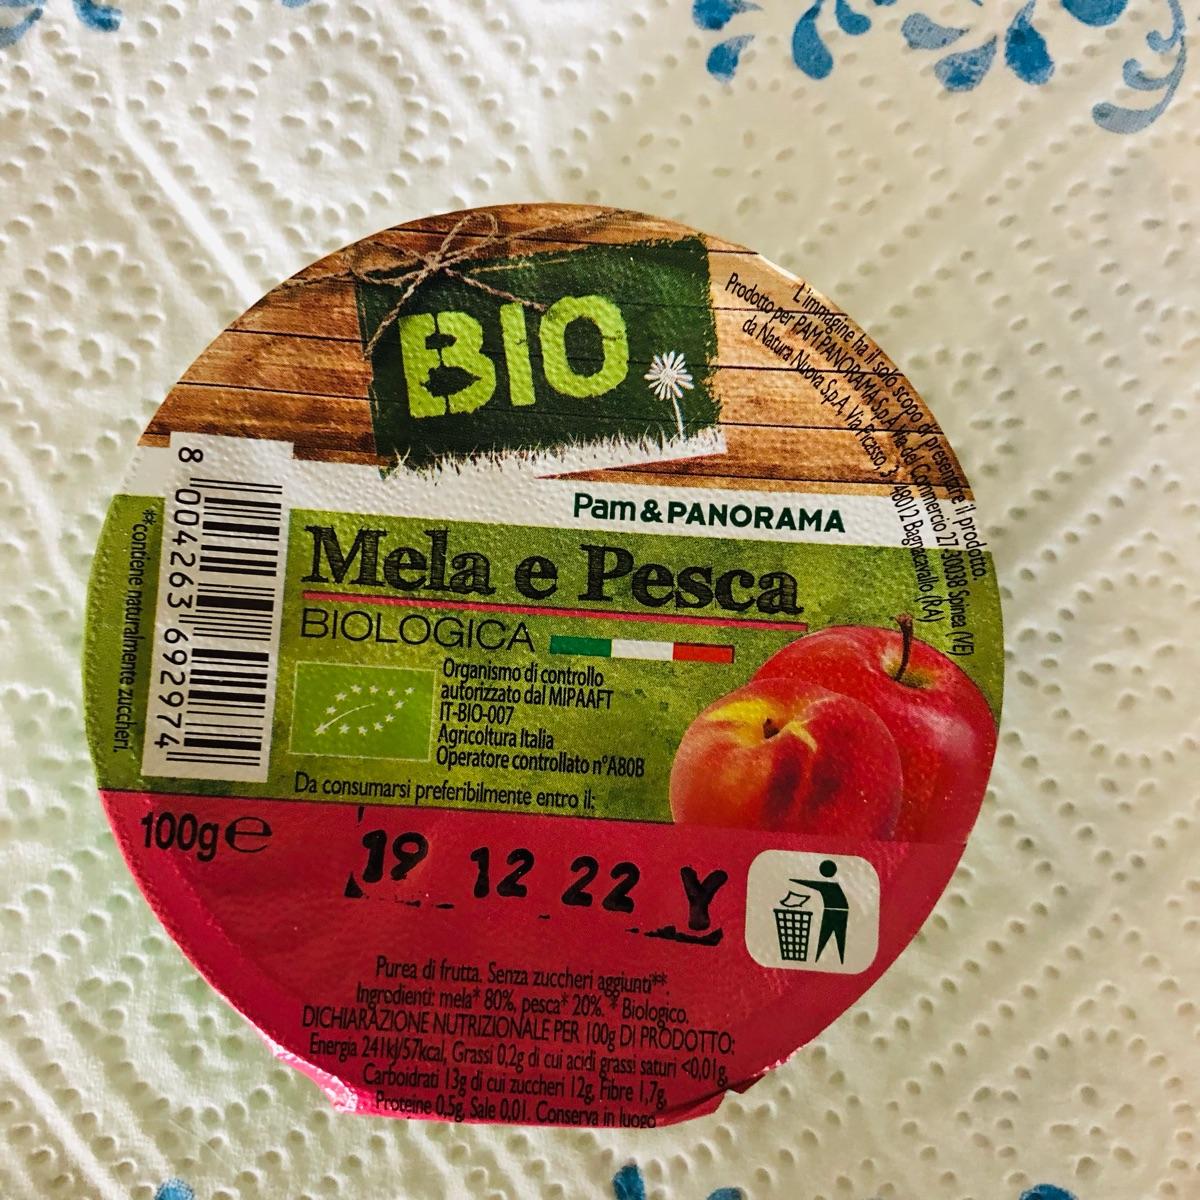 BIO
L'immagine ha il solo scopo di presentare il prodotto.
Prodotto per PAM PANORAMA S.p.A. Via del Commercio 27 30038 Spinea (VE)
da Natura Nuova S.p.A. Via Picasso, 3 48012 Bagnacavallo (RA)
Pam&PANORAMA
Mela e Pesca
BIOLOGICA
Organismo di controllo
autorizzato dal MIPAAFT
IT-BIO-007
Agricoltura Italia
Operatore controllato n°A80B
8 004263 692974
**contiene naturalmente zuccheri.
Da consumarsi preferibilmente entro il:
100g e
19 12 22 Y
Purea di frutta. Senza zuccheri aggiunti**.
Ingredienti: mela* 80%, pesca* 20%. * Biologico.
DICHIARAZIONE NUTRIZIONALE PER 100g DI PRODOTTO:
Energia 241kJ/57kcal, Grassi 0,2g di cui acidi grassi saturi <0,01g,
Carboidrati 13g di cui zuccheri 12g, Fibre 1,7g,
Proteine 0,5g, Sale 0,01. Conserva in luogo